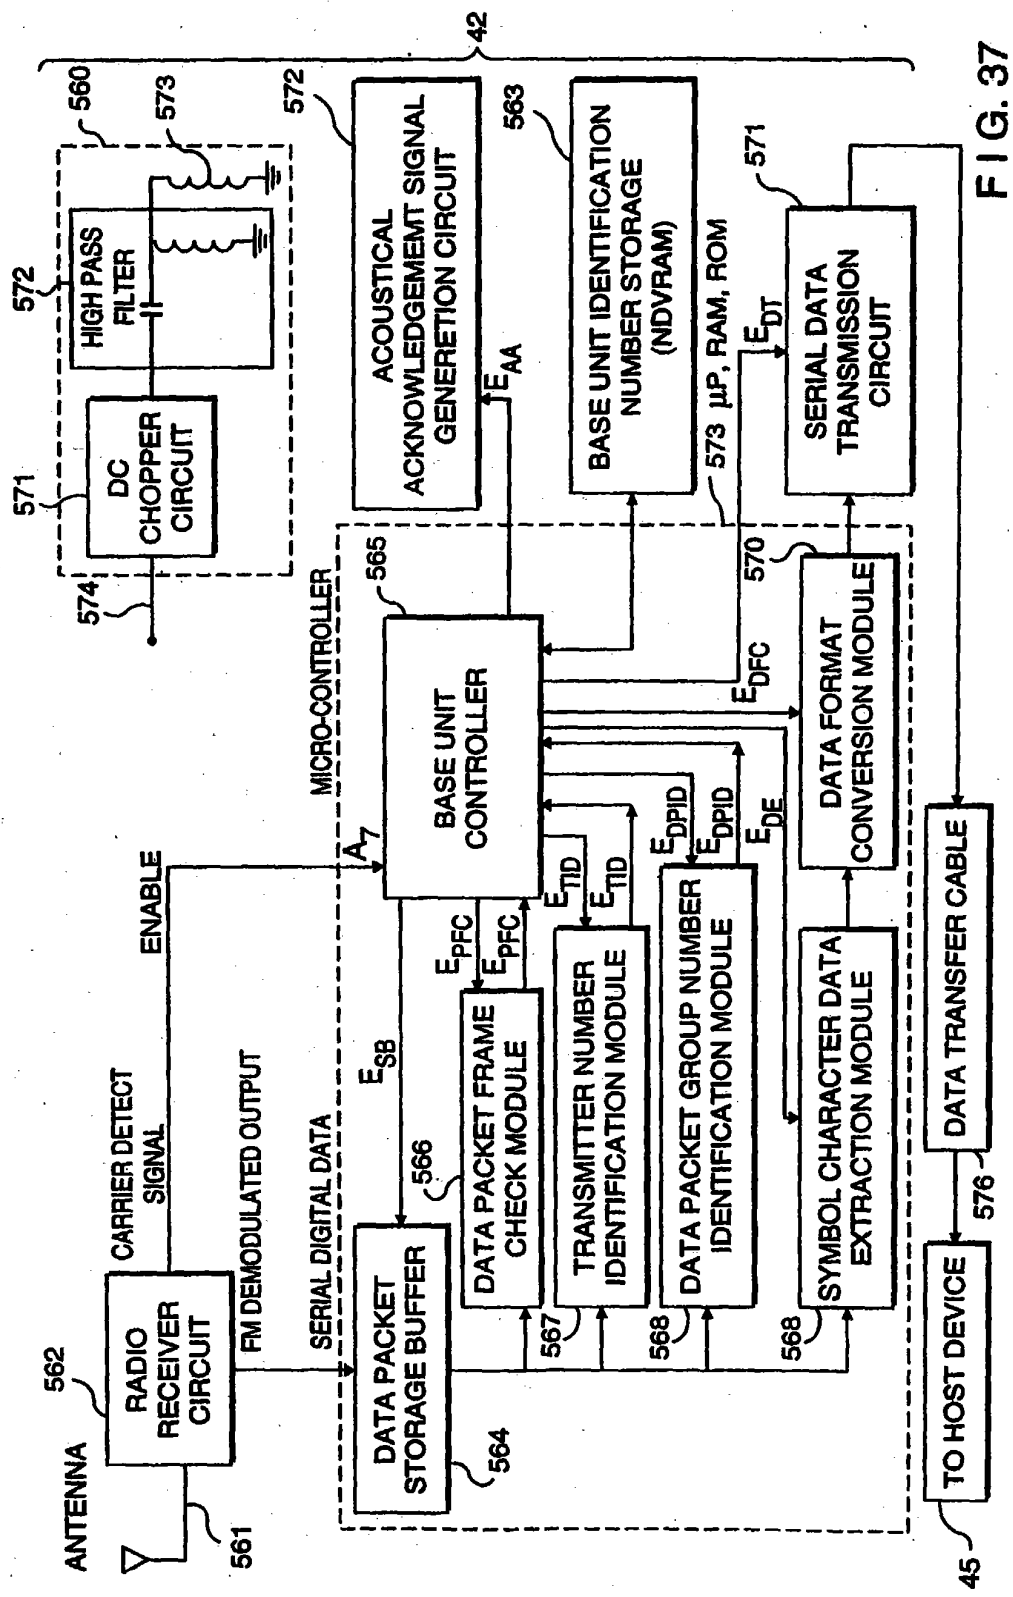 ANTENNA
561
562
RADIO
RECEIVER
CIRCUIT
CARRIER DETECT
SIGNAL
ENABLE
A7
FM DEMODULATED OUTPUT
SERIAL DIGITAL DATA
MICRO-CONTROLLER
574
571
DC
CHOPPER
CIRCUIT
572
HIGH PASS
FILTER
560
573
42
DATA PACKET
STORAGE BUFFER
564
ESB
BASE UNIT
CONTROLLER
565
ACOUSTICAL
ACKNOWLEDGEMEMT SIGNAL
GENERETION CIRCUIT
572
EAA
566
DATA PACKET FRAME
CHECK MODULE
EPFC
EPFC
567
TRANSMITTER NUMBER
IDENTIFICATION MODULE
ETID
ETID
BASE UNIT IDENTIFICATION
NUMBER STORAGE
(NDVRAM)
563
568
DATA PACKET GROUP NUMBER
IDENTIFICATION MODULE
EDPID
EDPID
EDE
EDFC
573 µP, RAM, ROM
EDT
568
SYMBOL CHARACTER DATA
EXTRACTION MODULE
DATA FORMAT
CONVERSION MODULE
570
SERIAL DATA
TRANSMISSION
CIRCUIT
571
TO HOST DEVICE
45
DATA TRANSFER CABLE
576
FIG. 37